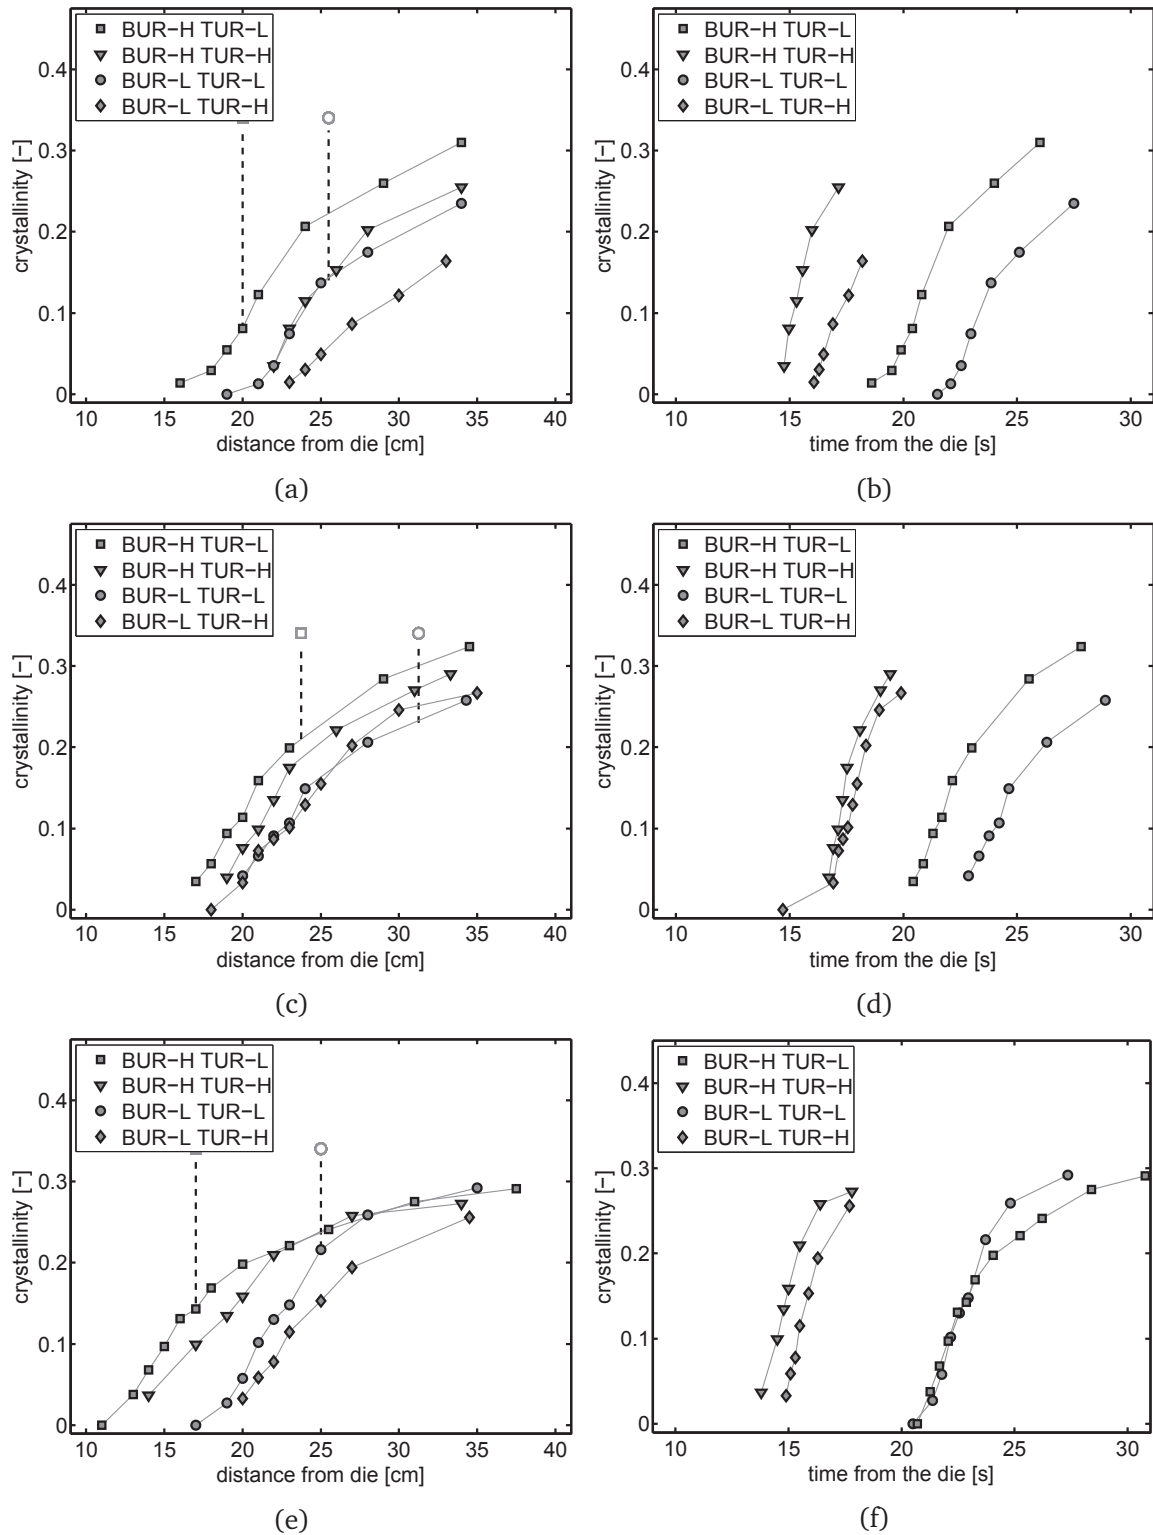 BUR−H TUR−L
BUR−H TUR−H
BUR−L TUR−L
BUR−L TUR−H
0.4
0.3
0.2
0.1
0
crystallinity [−]
10 15 20 25 30 35 40
distance from die [cm]
(a)
BUR−H TUR−L
BUR−H TUR−H
BUR−L TUR−L
BUR−L TUR−H
0.4
0.3
0.2
0.1
0
crystallinity [−]
10 15 20 25 30
time from the die [s]
(b)
BUR−H TUR−L
BUR−H TUR−H
BUR−L TUR−L
BUR−L TUR−H
0.4
0.3
0.2
0.1
0
crystallinity [−]
10 15 20 25 30 35 40
distance from die [cm]
(c)
BUR−H TUR−L
BUR−H TUR−H
BUR−L TUR−L
BUR−L TUR−H
0.4
0.3
0.2
0.1
0
crystallinity [−]
10 15 20 25 30
time from the die [s]
(d)
BUR−H TUR−L
BUR−H TUR−H
BUR−L TUR−L
BUR−L TUR−H
0.4
0.3
0.2
0.1
0
crystallinity [−]
10 15 20 25 30 35 40
distance from die [cm]
(e)
BUR−H TUR−L
BUR−H TUR−H
BUR−L TUR−L
BUR−L TUR−H
0.4
0.3
0.2
0.1
0
crystallinity [−]
10 15 20 25 30
time from the die [s]
(f)